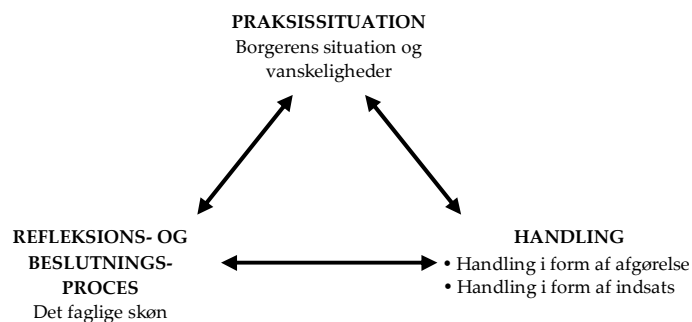 PRAKSISSITUATION
Borgerens situation og
vanskeligheder
REFLEKSIONS- OG
BESLUTNINGS-
PROCES
Det faglige skøn
HANDLING
• Handling i form af afgørelse
• Handling i form af indsats